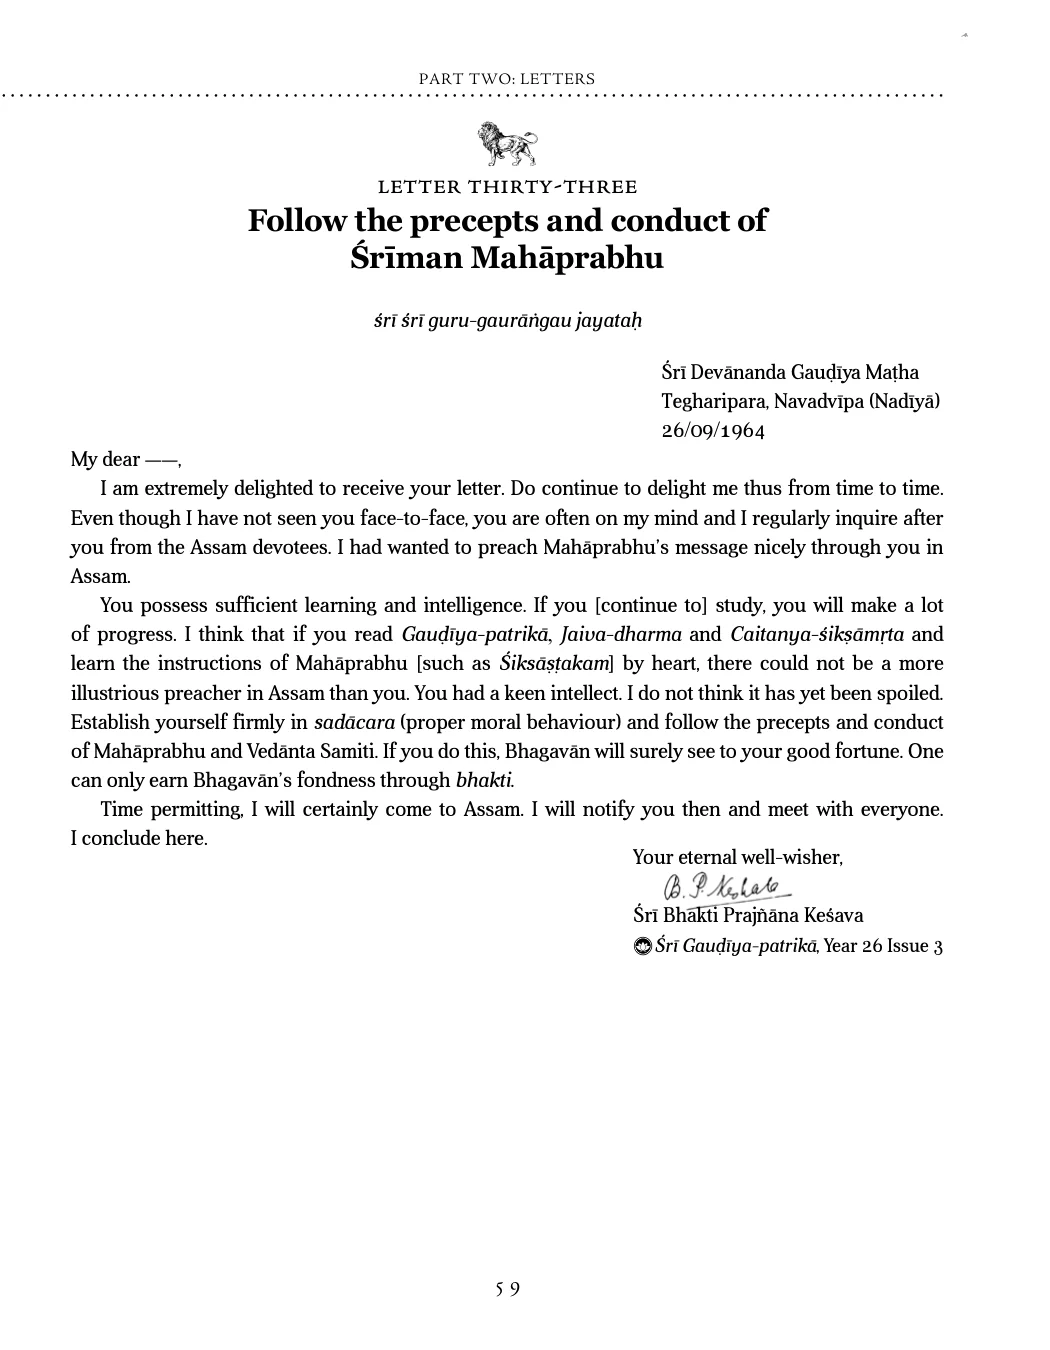 PART TWO: LETTERS
LETTER THIRTY-THREE
Follow the precepts and conduct of
Śrīman Mahāprabhu
śrī śrī guru-gaurāṅgau jayataḥ
Śrī Devānanda Gauḍīya Maṭha
Tegharipara, Navadvīpa (Nadīyā)
26/09/1964
My dear ——,
I am extremely delighted to receive your letter. Do continue to delight me thus from time to time.
Even though I have not seen you face-to-face, you are often on my mind and I regularly inquire after
you from the Assam devotees. I had wanted to preach Mahāprabhu’s message nicely through you in
Assam.
You possess sufficient learning and intelligence. If you [continue to] study, you will make a lot
of progress. I think that if you read Gauḍīya-patrikā, Jaiva-dharma and Caitanya-śikṣāmṛta and
learn the instructions of Mahāprabhu [such as Śiksāṣṭakam] by heart, there could not be a more
illustrious preacher in Assam than you. You had a keen intellect. I do not think it has yet been spoiled.
Establish yourself firmly in sadācara (proper moral behaviour) and follow the precepts and conduct
of Mahāprabhu and Vedānta Samiti. If you do this, Bhagavān will surely see to your good fortune. One
can only earn Bhagavān’s fondness through bhakti.
Time permitting, I will certainly come to Assam. I will notify you then and meet with everyone.
I conclude here.
Your eternal well-wisher,
B. P. Keshab
Śrī Bhakti Prajñāna Keśava
Śrī Gauḍīya-patrikā, Year 26 Issue 3
59